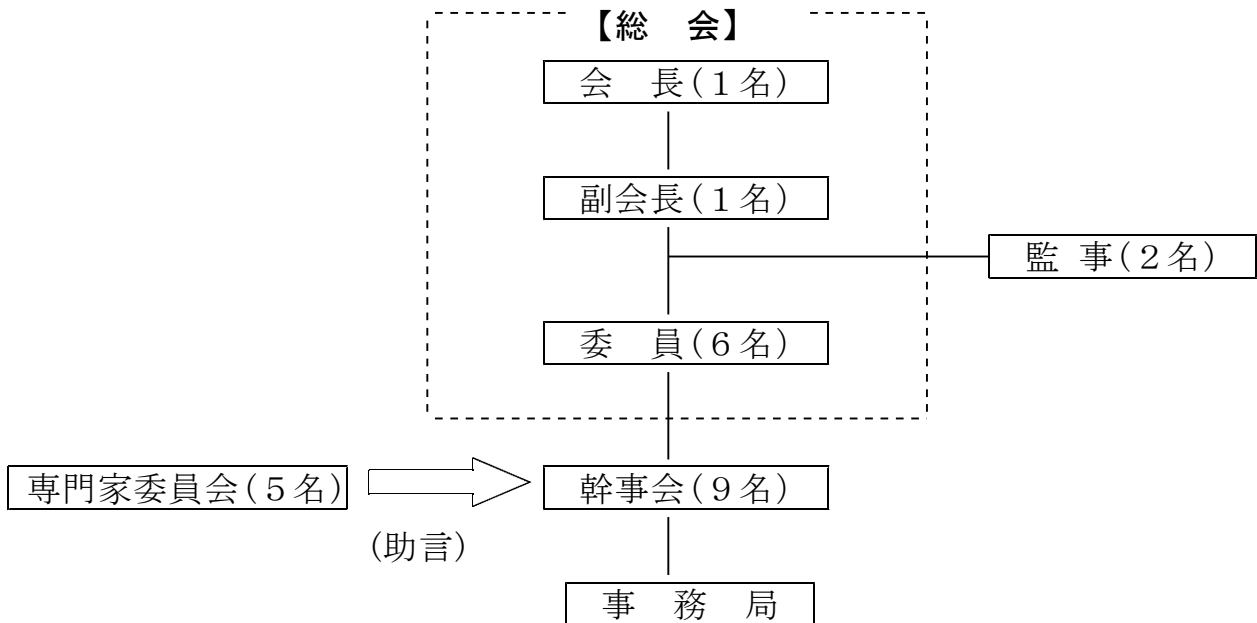 【総　会】
会　長(１名)
副会長(１名)
監 事(２名)
委　員(６名)
専門家委員会(５名)
幹事会(９名)
(助言)
事　務　局